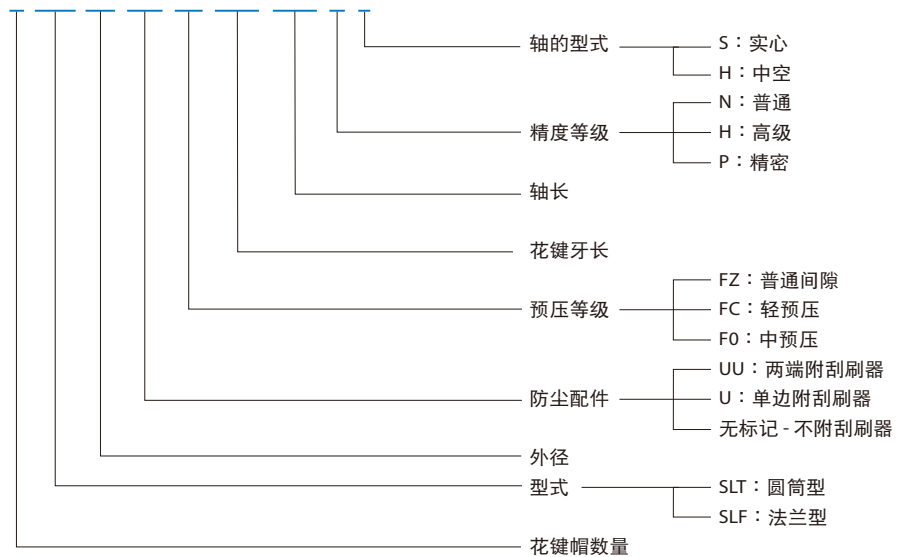 轴的型式
S：实心
H：中空
精度等级
N：普通
H：高级
P：精密
轴长
花键牙长
预压等级
FZ：普通间隙
FC：轻预压
F0：中预压
防尘配件
UU：两端附刮刷器
U：单边附刮刷器
无标记 - 不附刮刷器
外径
型式
SLT：圆筒型
SLF：法兰型
花键帽数量